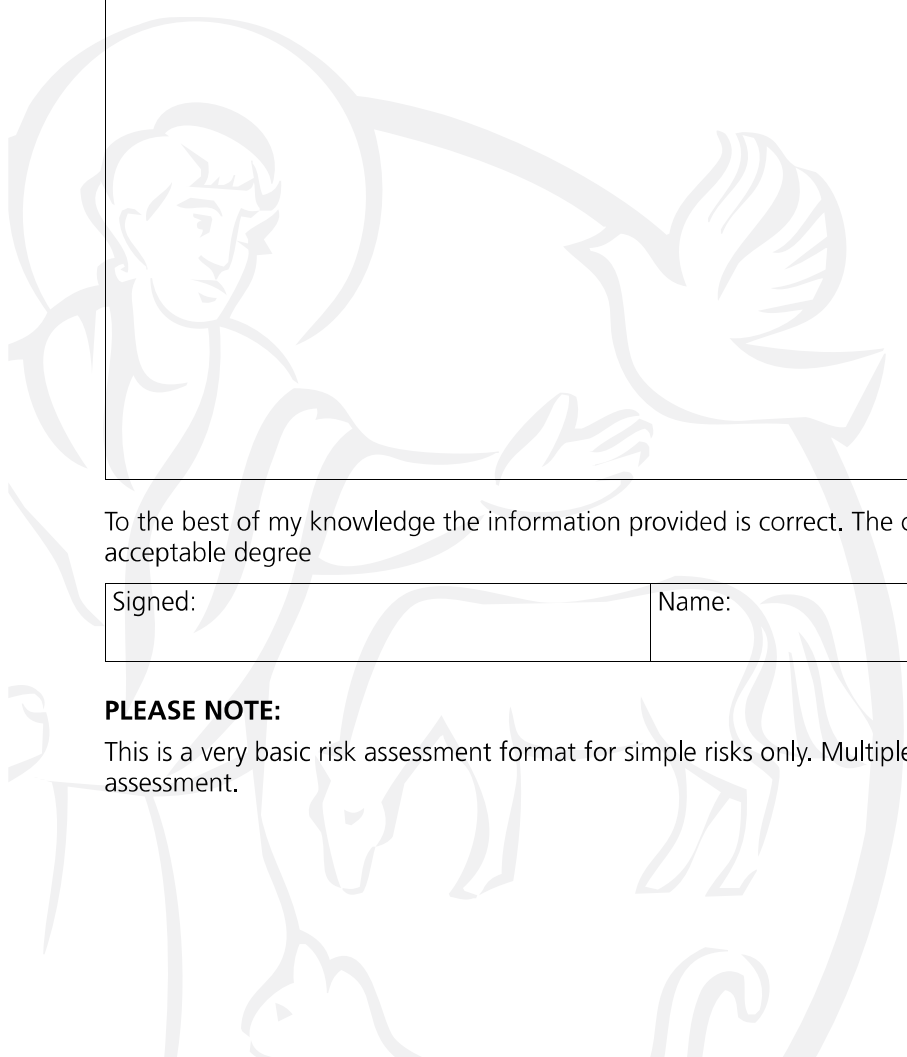 To the best of my knowledge the information provided is correct. The
acceptable degree
Signed:
Name:
PLEASE NOTE:
This is a very basic risk assessment format for simple risks only. Multiple
assessment.